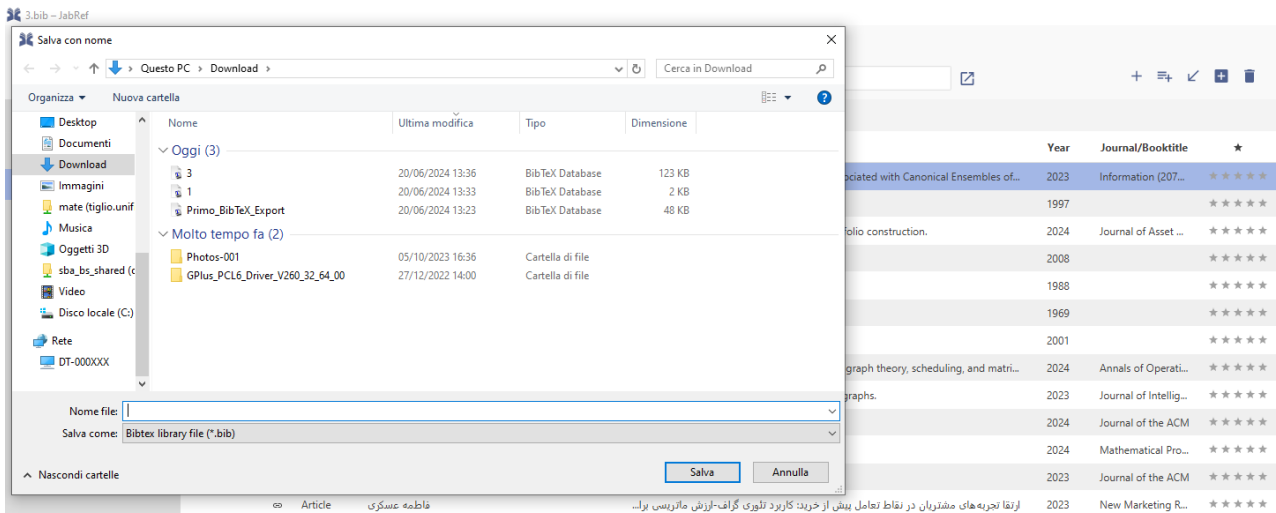 3.bib – JabRef
Salva con nome
Questo PC > Download >
Cerca in Download
Organizza
Nuova cartella
Desktop
Documenti
Download
Immagini
mate (tiglio.unif
Musica
Oggetti 3D
sba_bs_shared (c
Video
Disco locale (C:)
Rete
DT-000XXX
Nome Ultima modifica Tipo Dimensione
Oggi (3)
3 20/06/2024 13:36 BibTeX Database 123 KB
1 20/06/2024 13:33 BibTeX Database 2 KB
Primo_BibTeX_Export 20/06/2024 13:23 BibTeX Database 48 KB
Molto tempo fa (2)
Photos-001 05/10/2023 16:36 Cartella di file
GPlus_PCL6_Driver_V260_32_64_00 27/12/2022 14:00 Cartella di file
Nome file:
Salva come: Bibtex library file (*.bib)
Nascondi cartelle
Salva
Annulla
Year Journal/Booktitle
ociated with Canonical Ensembles of... 2023 Information (207...
1997
folio construction. 2024 Journal of Asset ...
2008
1988
1969
2001
graph theory, scheduling, and matri... 2024 Annals of Operati...
graphs. 2023 Journal of Intellig...
2024 Journal of the ACM
2024 Mathematical Pro...
2023 Journal of the ACM
Article فاطمه عسکری ارتقا تجربه‌های مشتریان در نقاط تعامل پیش از خرید: کاربرد تئوری گراف-ارزش ماتریسی برا... 2023 New Marketing R...